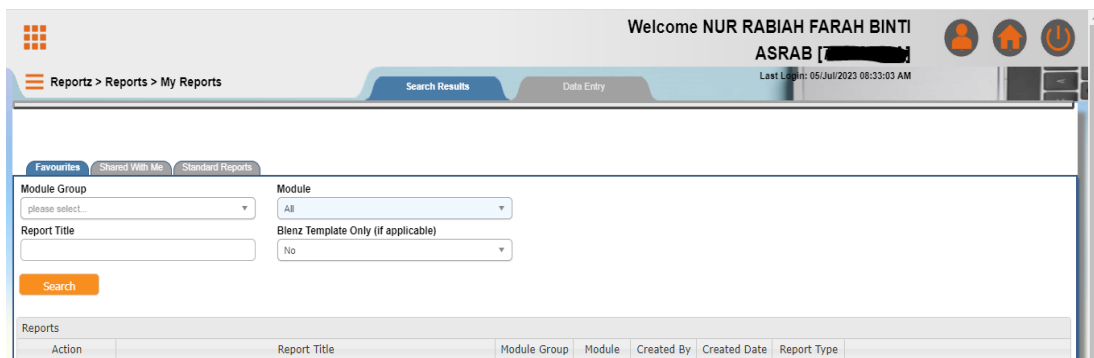 Welcome NUR RABIAH FARAH BINTI
ASRAB [
Last Login: 05/Jul/2023 08:33:03 AM
Reportz > Reports > My Reports
Search Results
Data Entry
Favourites
Shared With Me
Standard Reports
Module Group
Module
please select...
All
Report Title
Blenz Template Only (if applicable)
No
Search
Reports
Action
Report Title
Module Group
Module
Created By
Created Date
Report Type